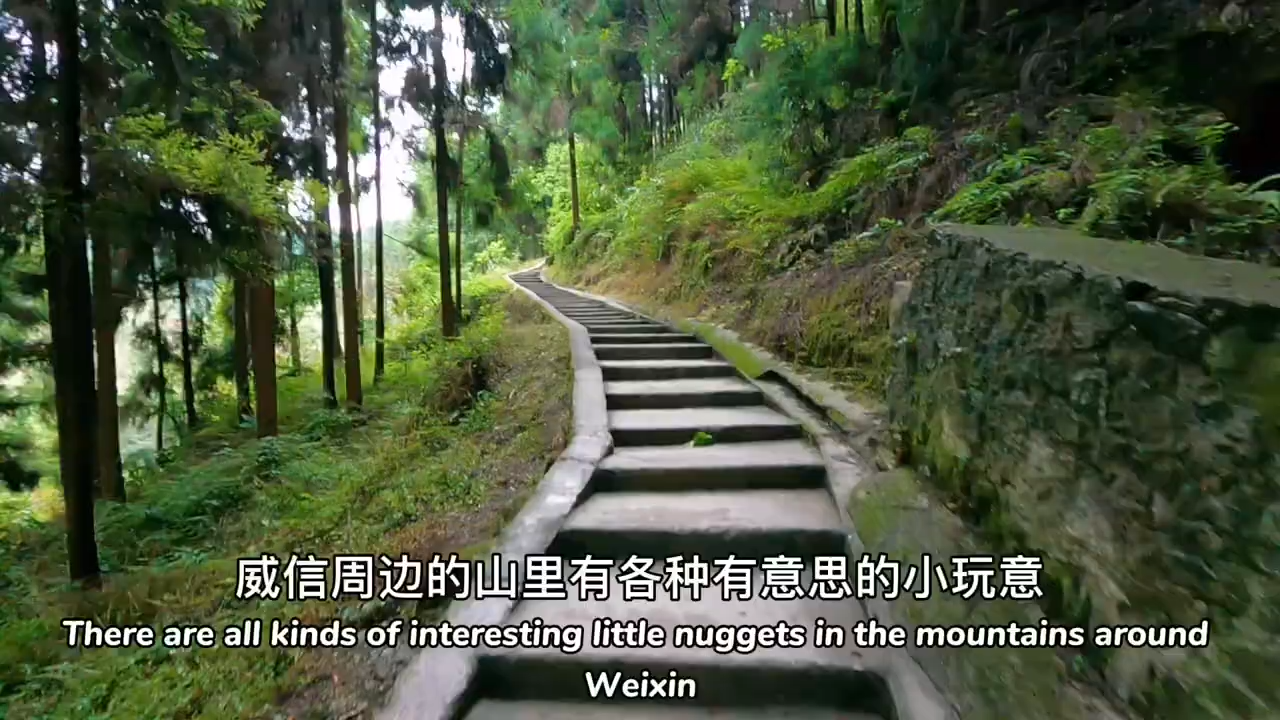 威信周边的山里有各种有意思的小玩意
There are all kinds of interesting little nuggets in the mountains around
Weixin